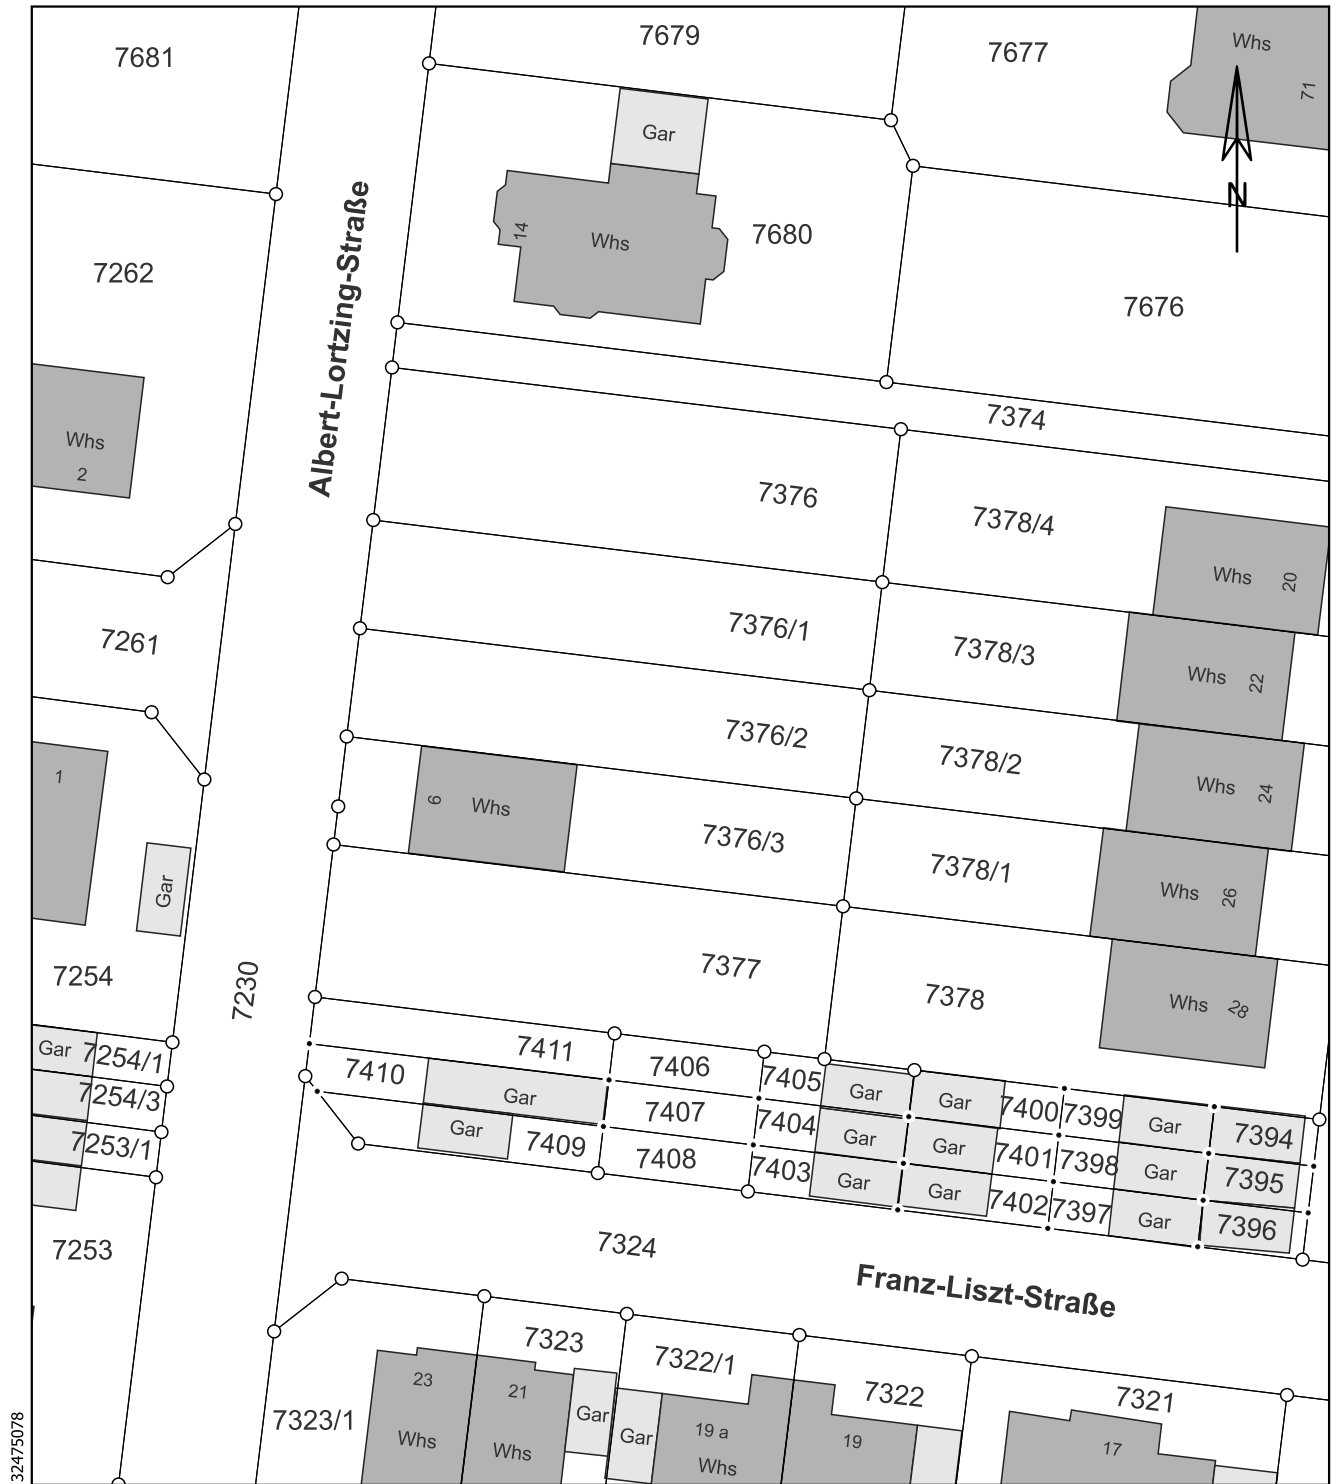 7681
7679
7677
Whs
71
Gar
N
14
Whs
7680
7262
7676
Albert-Lortzing-Straße
7374
Whs
2
7376
7378/4
Whs
20
7261
7376/1
7378/3
Whs
22
7376/2
7378/2
Whs
24
1
6
Whs
7376/3
7378/1
Whs
26
Gar
7254
7230
7377
7378
Whs
28
Gar
7254/1
7411
7406
7405
Gar
Gar
7400
7399
Gar
7394
7410
Gar
7254/3
7407
7404
Gar
Gar
7401
7398
Gar
7395
7253/1
Gar
7409
7408
7403
Gar
Gar
7402
7397
Gar
7396
7253
7324
Franz-Liszt-Straße
7323
7322/1
7322
7321
23
21
7323/1
Whs
Whs
Gar
Gar
19 a
Whs
19
17
32475078